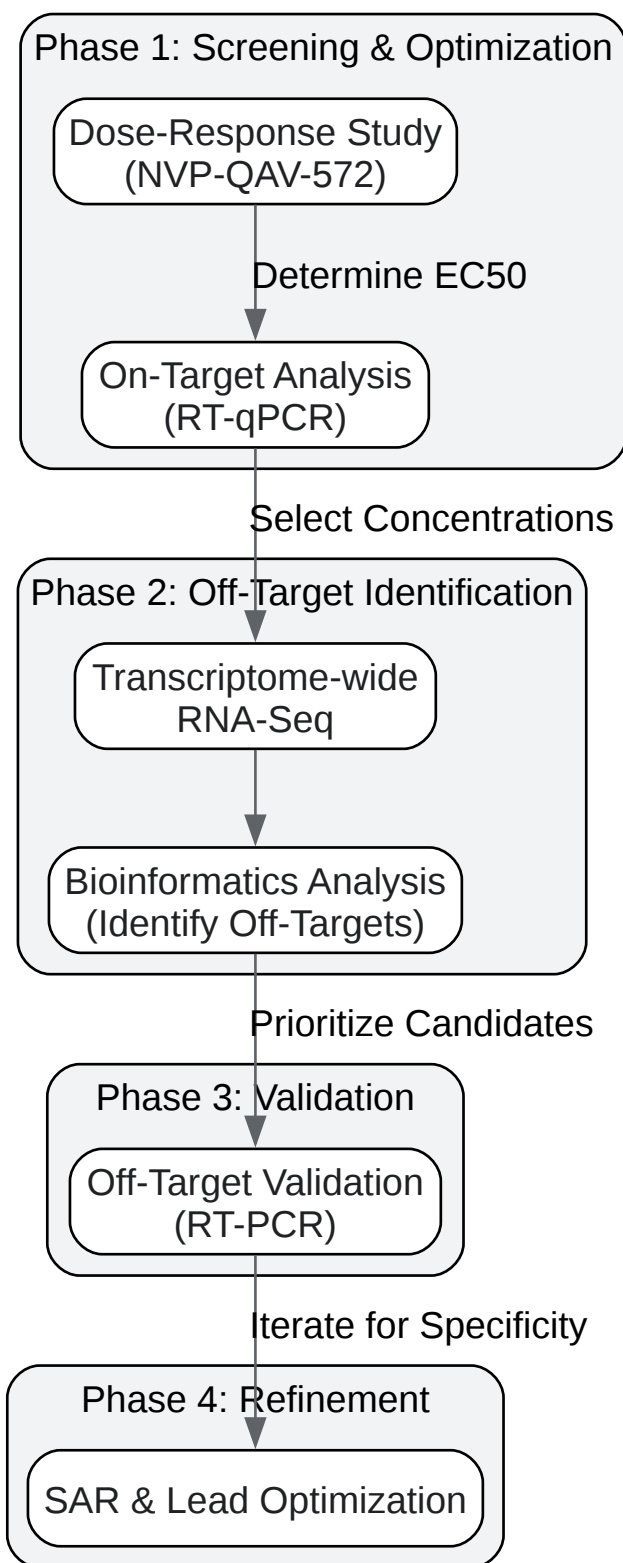 Phase 1: Screening & Optimization
Dose-Response Study
(NVP-QAV-572)
Determine EC50
On-Target Analysis
(RT-qPCR)
Select Concentrations
Phase 2: Off-Target Identification
Transcriptome-wide
RNA-Seq
Bioinformatics Analysis
(Identify Off-Targets)
Prioritize Candidates
Phase 3: Validation
Off-Target Validation
(RT-PCR)
Iterate for Specificity
Phase 4: Refinement
SAR & Lead Optimization